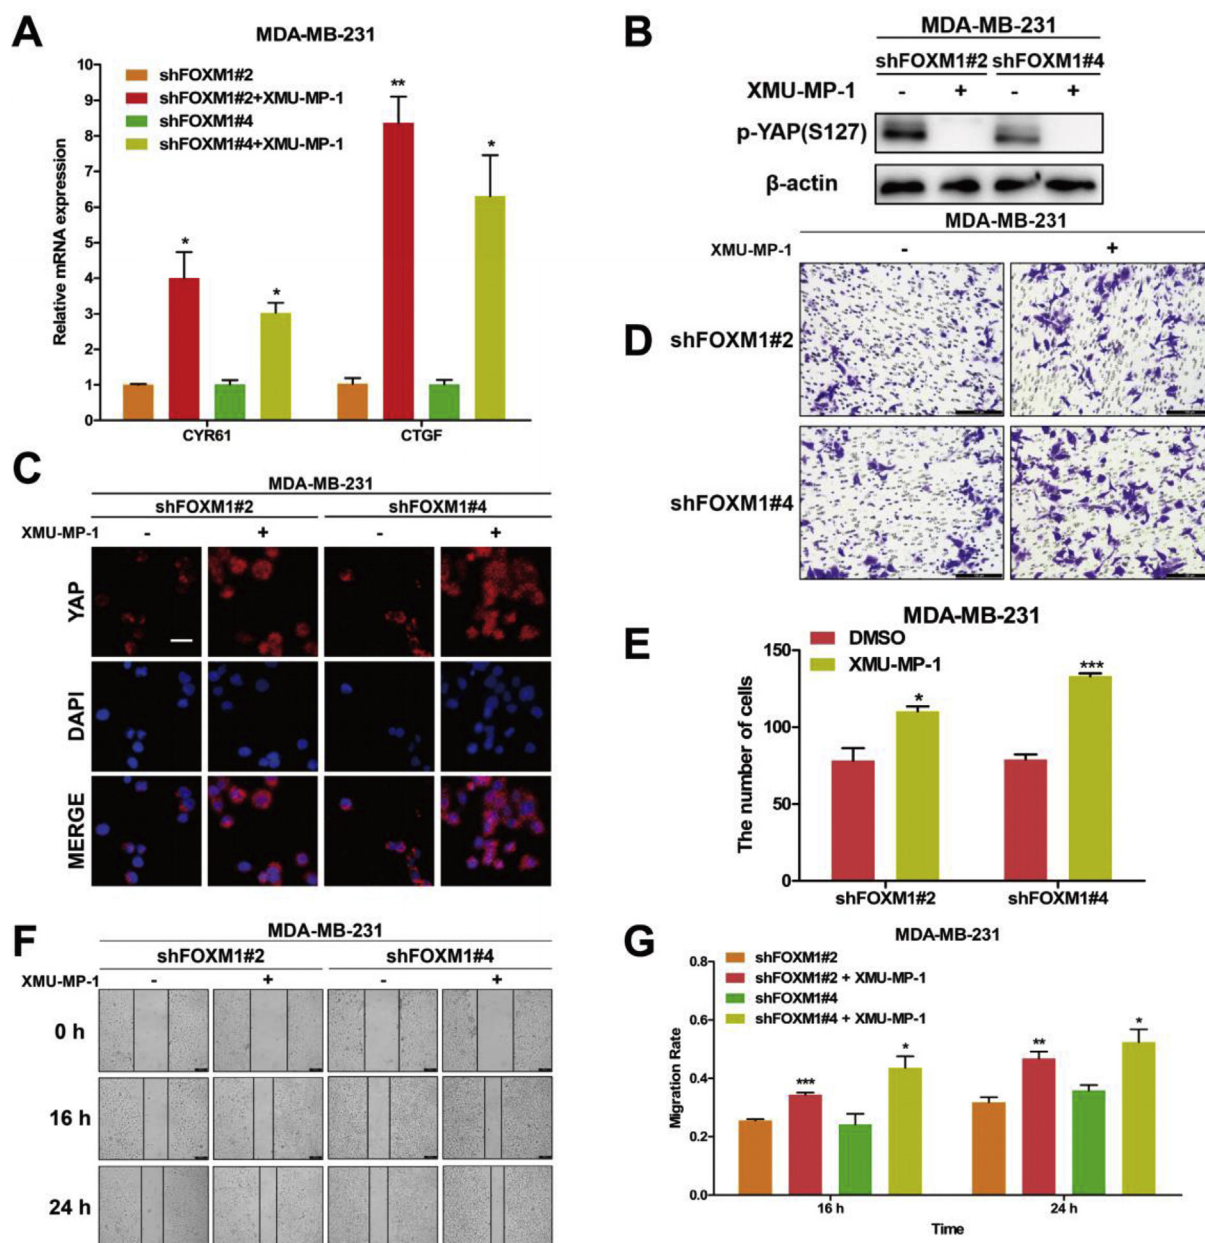 A
MDA-MB-231
shFOXM1#2
shFOXM1#2+XMU-MP-1
shFOXM1#4
shFOXM1#4+XMU-MP-1
Relative mRNA expression
10
8
6
5
4
3
2
1
0
*
*
**
*
CYR61
CTGF
B
MDA-MB-231
shFOXM1#2 shFOXM1#4
XMU-MP-1 - + - +
p-YAP(S127)
β-actin
C
MDA-MB-231
shFOXM1#2 shFOXM1#4
XMU-MP-1 - + - +
YAP
DAPI
MERGE
D
MDA-MB-231
XMU-MP-1 - +
shFOXM1#2
shFOXM1#4
E
MDA-MB-231
DMSO
XMU-MP-1
The number of cells
150
100
50
0
*
***
shFOXM1#2 shFOXM1#4
F
MDA-MB-231
shFOXM1#2 shFOXM1#4
XMU-MP-1 - + - +
0 h
16 h
24 h
G
MDA-MB-231
shFOXM1#2
shFOXM1#2 + XMU-MP-1
shFOXM1#4
shFOXM1#4 + XMU-MP-1
Migration Rate
0.8
0.6
0.4
0.2
0.0
***
*
**
*
16 h 24 h
Time